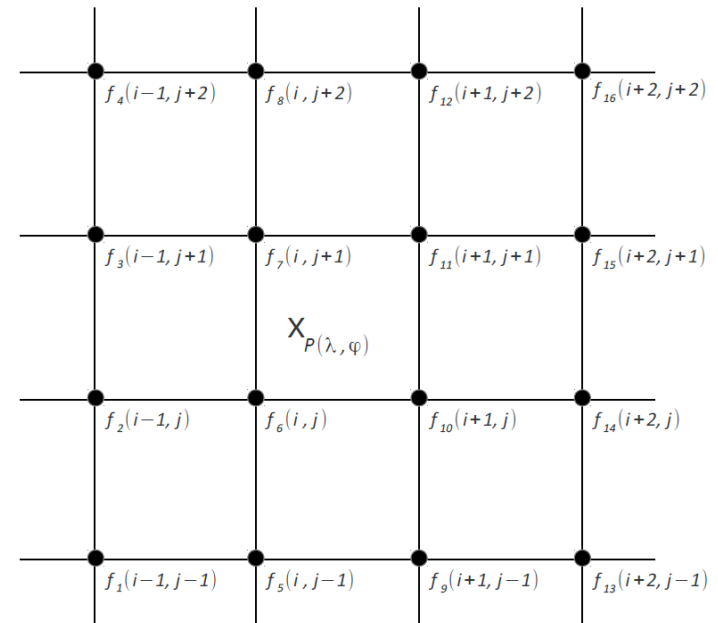 f₄(i−1, j+2) f₈(i, j+2) f₁₂(i+1, j+2) f₁₆(i+2, j+2)
f₃(i−1, j+1) f₇(i, j+1) f₁₁(i+1, j+1) f₁₅(i+2, j+1)
X P(λ, φ)
f₂(i−1, j) f₆(i, j) f₁₀(i+1, j) f₁₄(i+2, j)
f₁(i−1, j−1) f₅(i, j−1) f₉(i+1, j−1) f₁₃(i+2, j−1)